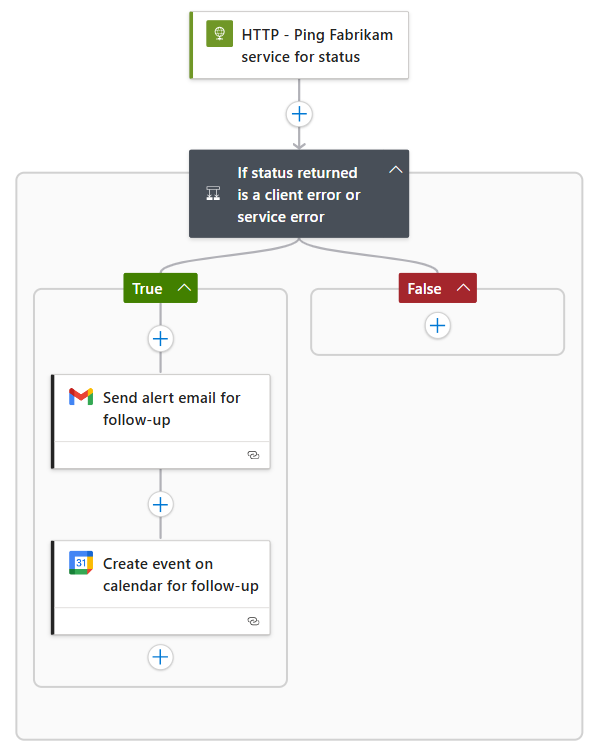 HTTP - Ping Fabrikam
service for status
If status returned
is a client error or
service error
True
False
Send alert email for
follow-up
31
Create event on
calendar for follow-up